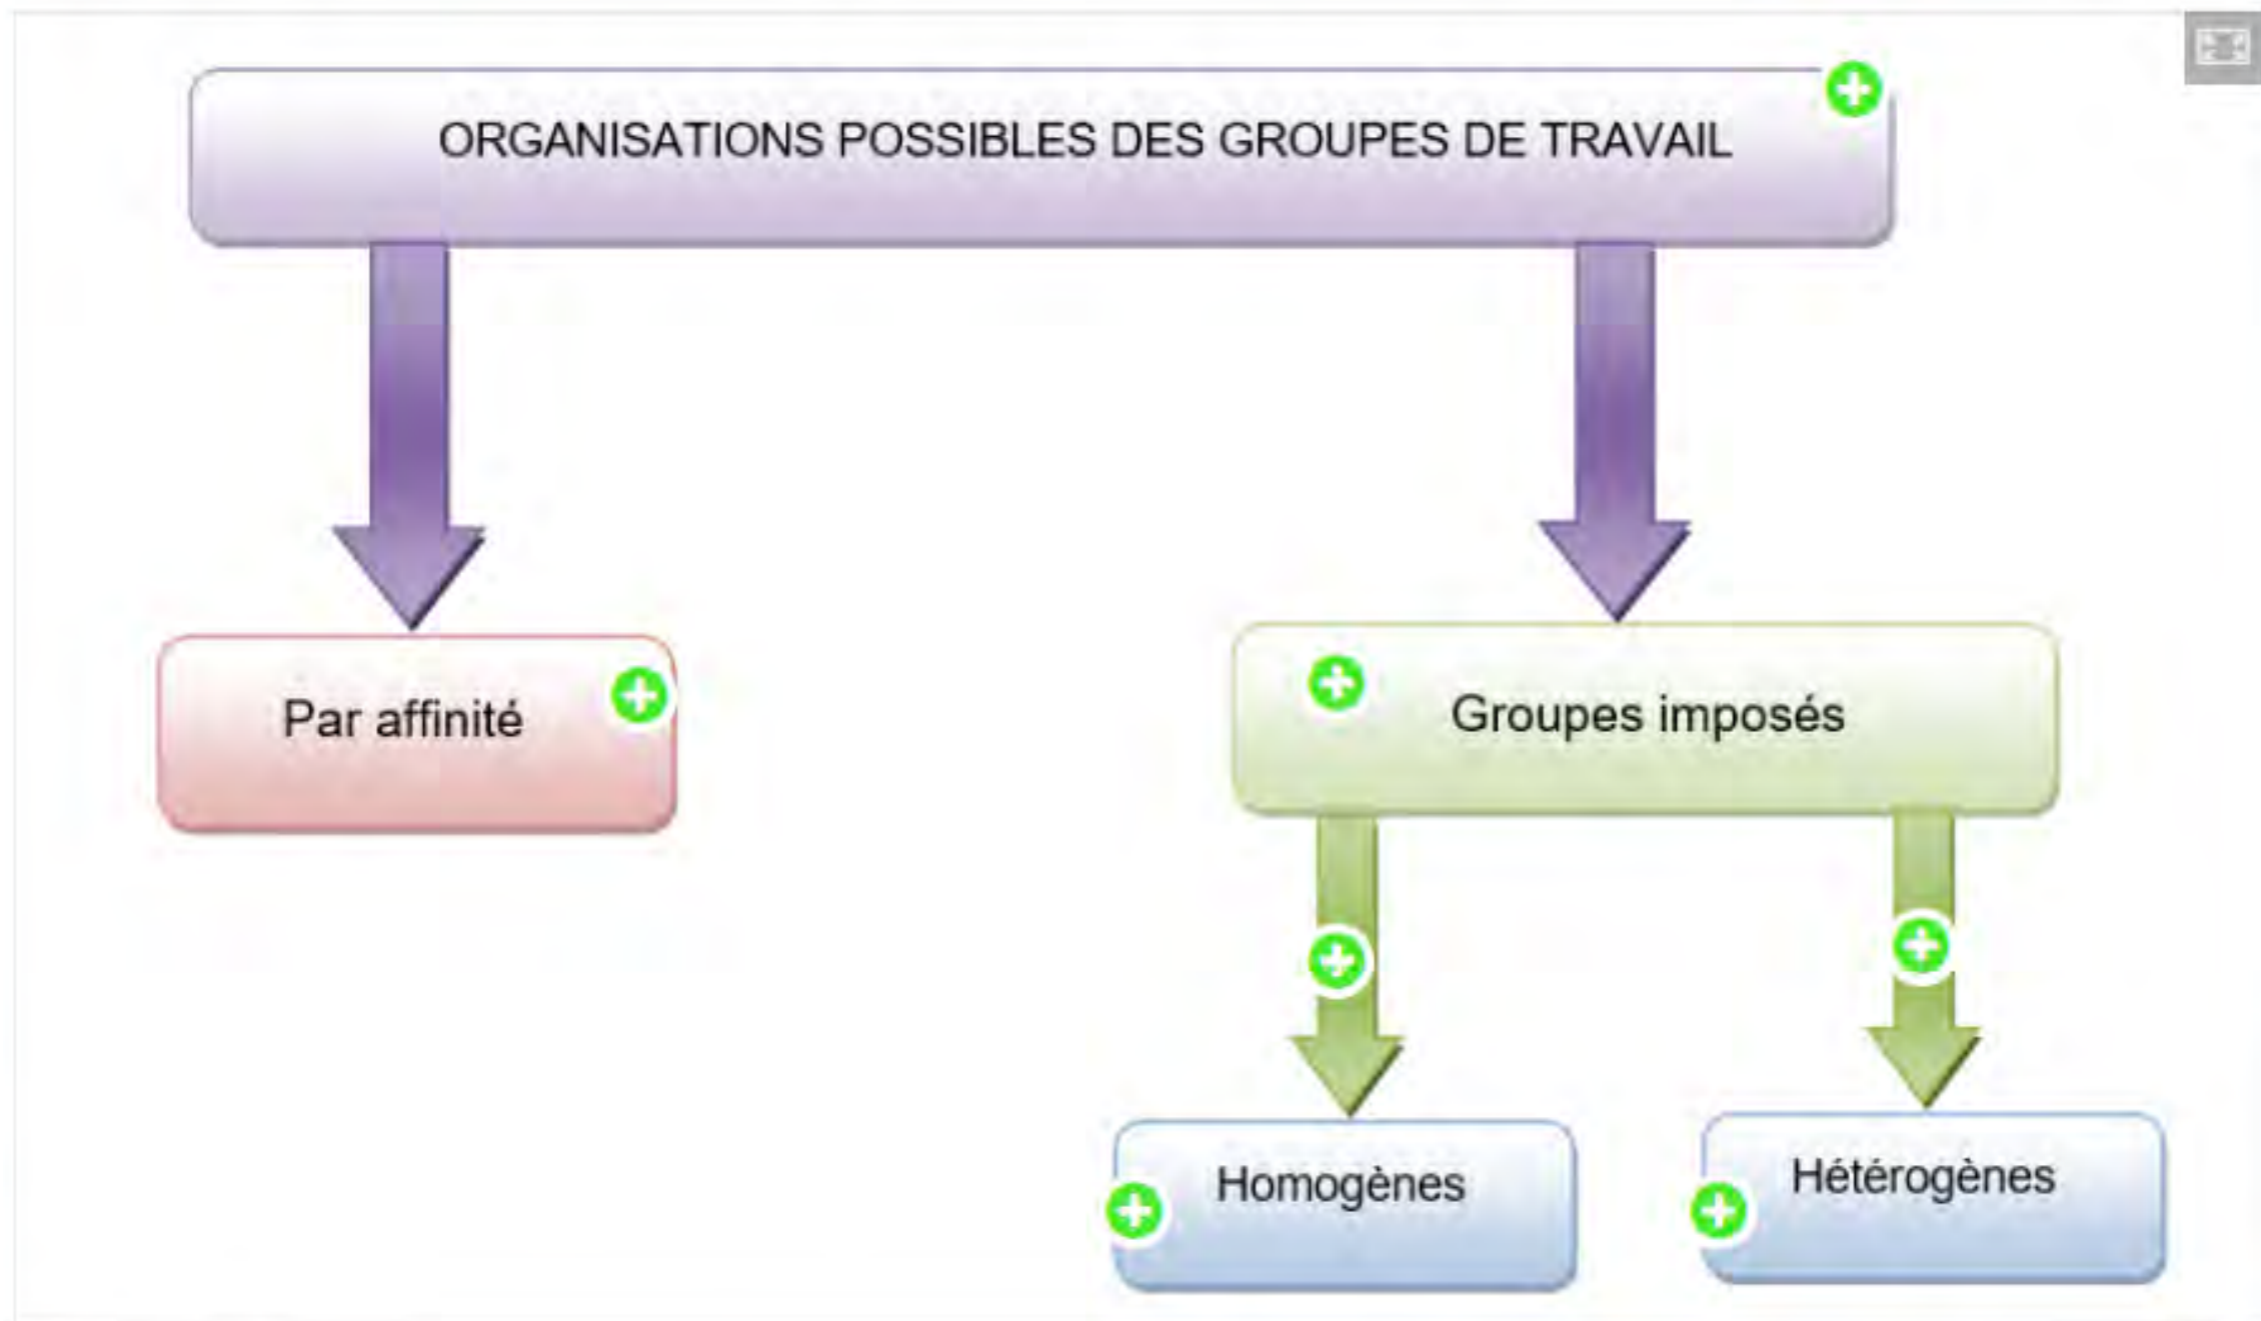 ORGANISATIONS POSSIBLES DES GROUPES DE TRAVAIL
Par affinité
Groupes imposés
Homogènes
Hétérogènes